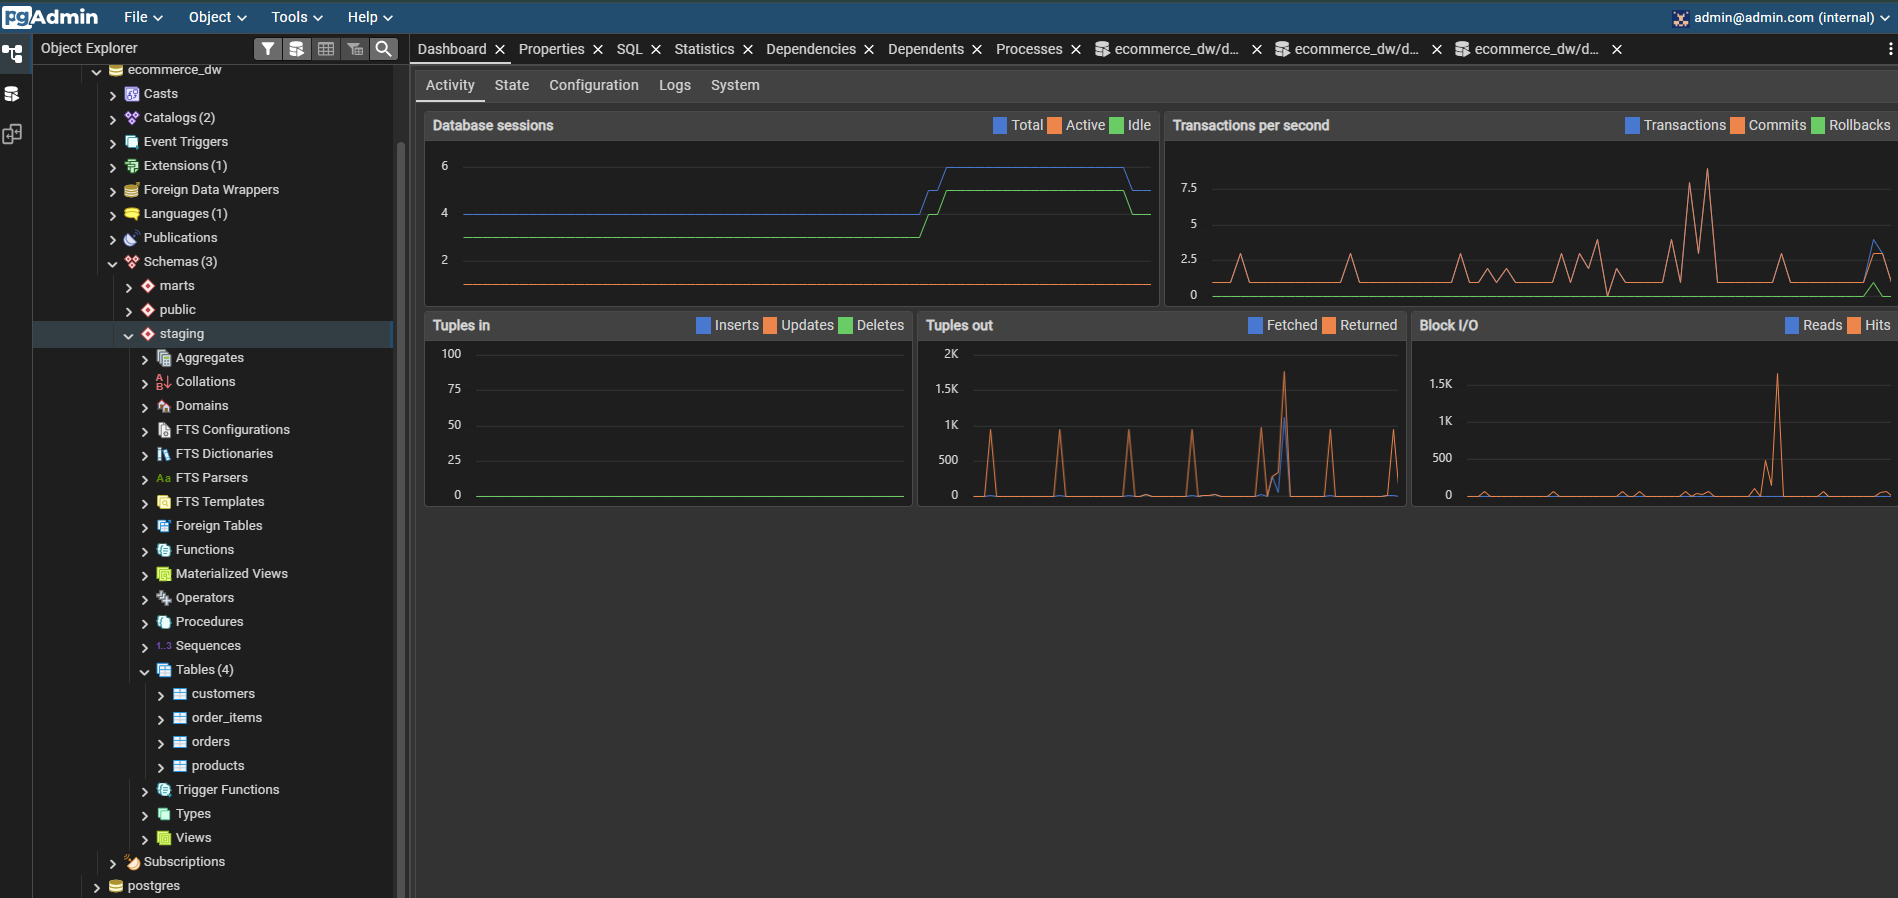 pgAdmin File Object Tools Help admin@admin.com (internal)
Object Explorer
Dashboard Properties SQL Statistics Dependencies Dependents Processes ecommerce_dw/d... ecommerce_dw/d... ecommerce_dw/d...
ecommerce_dw
Casts
Catalogs (2)
Event Triggers
Extensions (1)
Foreign Data Wrappers
Languages (1)
Publications
Schemas (3)
marts
public
staging
Aggregates
Collations
Domains
FTS Configurations
FTS Dictionaries
Aa FTS Parsers
FTS Templates
Foreign Tables
Functions
Materialized Views
Operators
Procedures
1..3 Sequences
Tables (4)
customers
order_items
orders
products
Trigger Functions
Types
Views
Subscriptions
postgres
Activity State Configuration Logs System
Database sessions Total Active Idle
6
4
2
Transactions per second Transactions Commits Rollbacks
7.5
5
2.5
0
Tuples in Inserts Updates Deletes
100
75
50
25
0
Tuples out Fetched Returned
2K
1.5K
1K
500
0
Block I/O Reads Hits
1.5K
1K
500
0